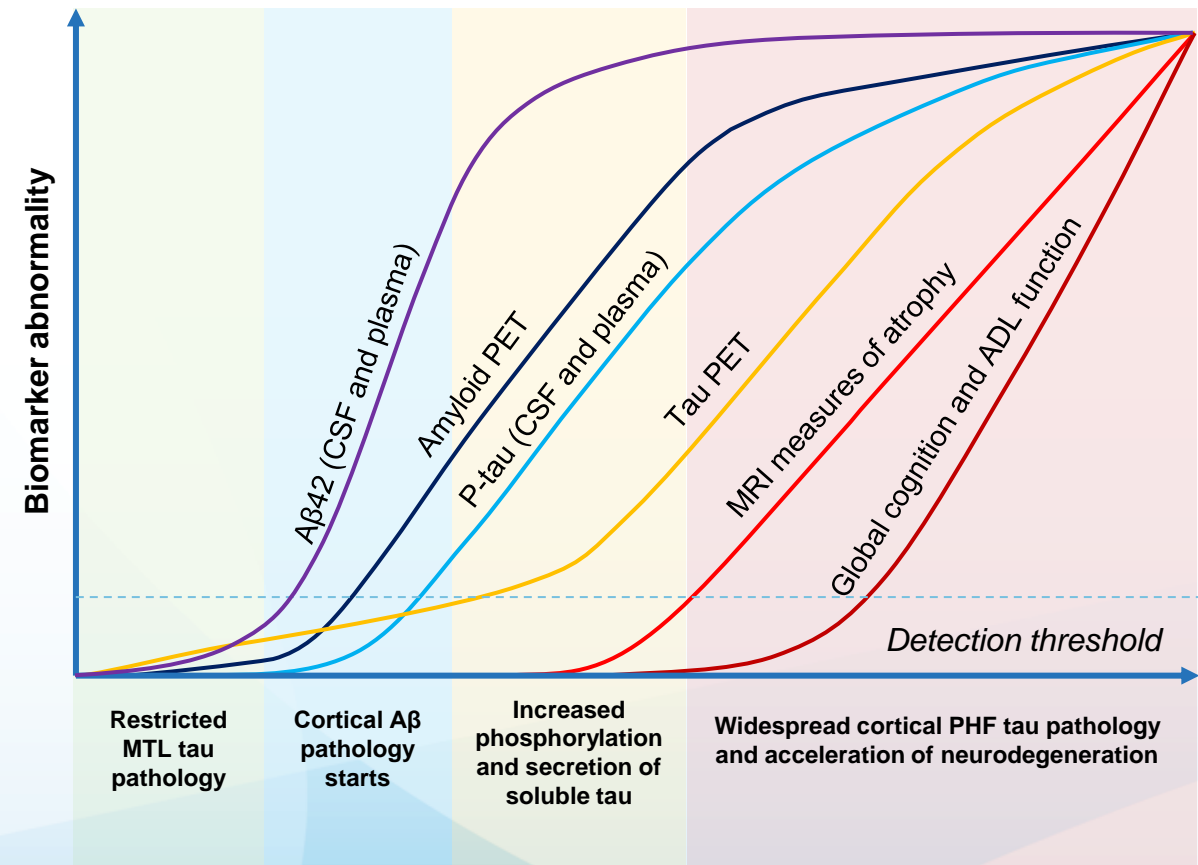 Biomarker abnormality
Aβ42 (CSF and plasma)
Amyloid PET
P-tau (CSF and plasma)
Tau PET
MRI measures of atrophy
Global cognition and ADL function
Detection threshold
Restricted
MTL tau
pathology
Cortical Aβ
pathology
starts
Increased
phosphorylation
and secretion of
soluble tau
Widespread cortical PHF tau pathology
and acceleration of neurodegeneration